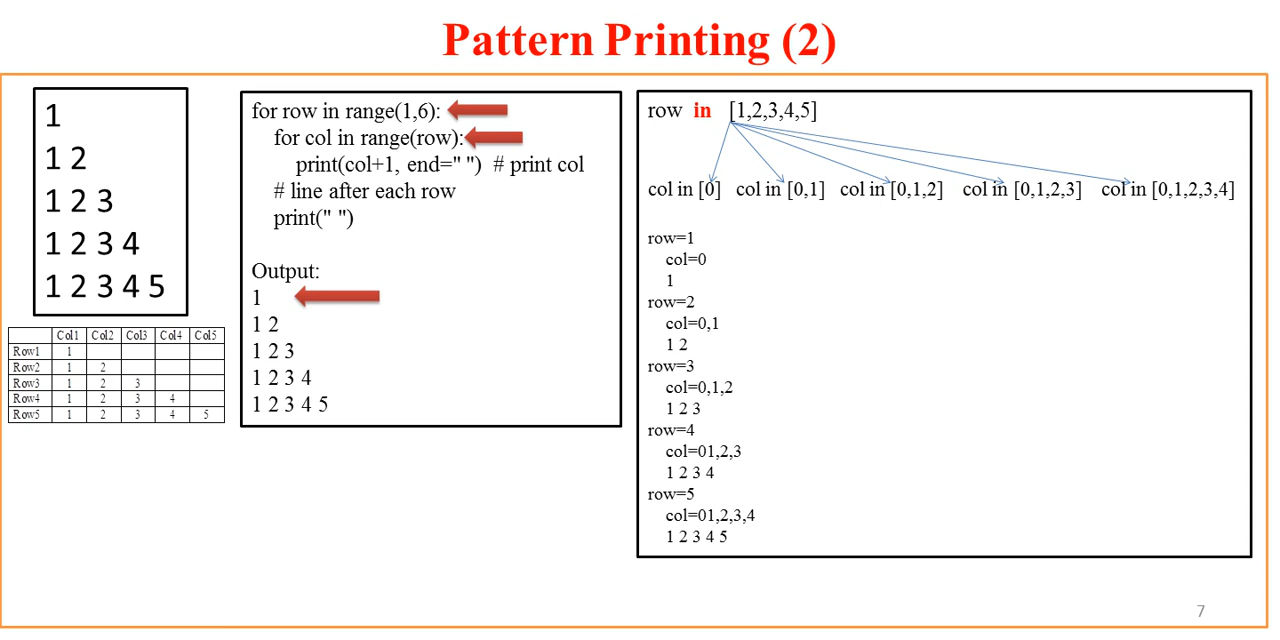 Pattern Printing (2)
1
1 2
1 2 3
1 2 3 4
1 2 3 4 5
Col1 Col2 Col3 Col4 Col5
Row1 1
Row2 1 2
Row3 1 2 3
Row4 1 2 3 4
Row5 1 2 3 4 5
for row in range(1,6):
for col in range(row):
print(col+1, end=" ") # print col
# line after each row
print(" ")
Output:
1
1 2
1 2 3
1 2 3 4
1 2 3 4 5
row in [1,2,3,4,5]
col in [0] col in [0,1] col in [0,1,2] col in [0,1,2,3] col in [0,1,2,3,4]
row=1
col=0
1
row=2
col=0,1
1 2
row=3
col=0,1,2
1 2 3
row=4
col=01,2,3
1 2 3 4
row=5
col=01,2,3,4
1 2 3 4 5
7